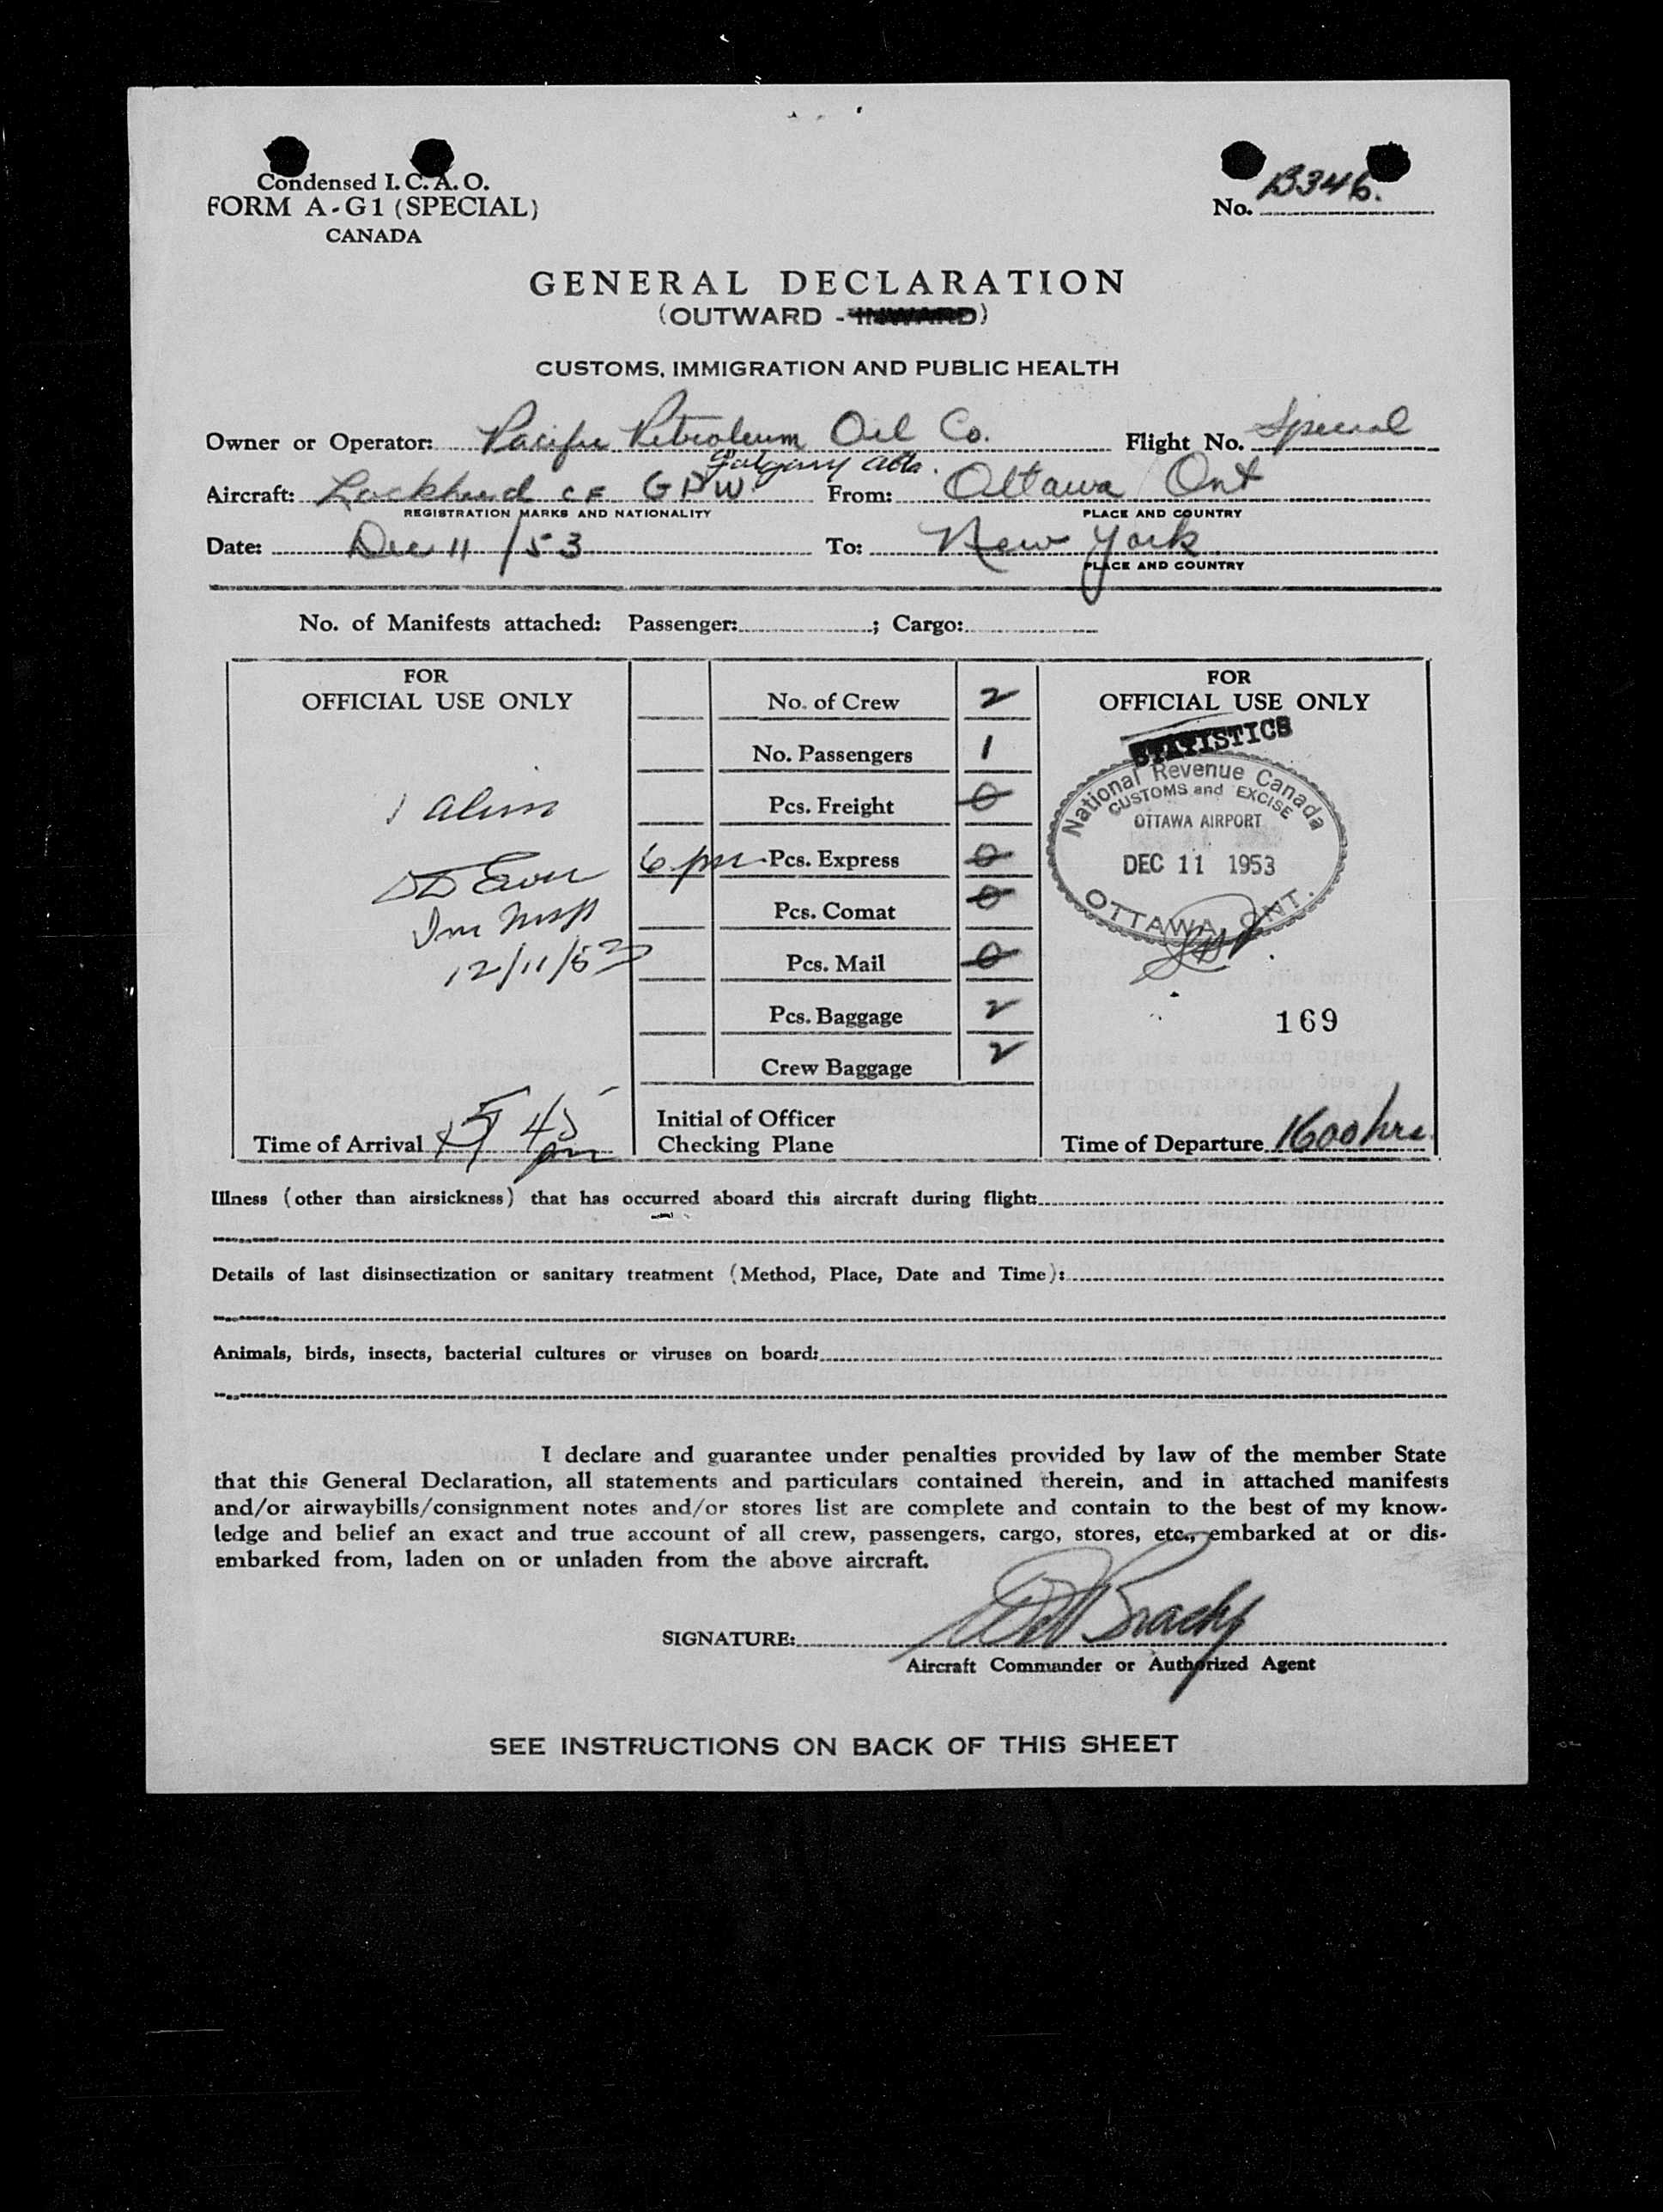 Condensed I. C. A. O.
FORM A-G1 (SPECIAL)
CANADA
No. B346.
GENERAL DECLARATION
(OUTWARD - INWARD)
CUSTOMS, IMMIGRATION AND PUBLIC HEALTH
Owner or Operator: Pacific Petroleum Oil Co. Flight No. Special
Calgary Alta.
Aircraft: Lockheed CF GPW From: Ottawa Ont
REGISTRATION MARKS AND NATIONALITY PLACE AND COUNTRY
Date: Dec 11/53 To: New York
PLACE AND COUNTRY
No. of Manifests attached: Passenger: ; Cargo:
FOR
OFFICIAL USE ONLY
1 alien
Imm Insp
12/11/53
Time of Arrival 5 45 pm
No. of Crew 2
No. Passengers 1
Pcs. Freight 0
6 pm Pcs. Express 0
Pcs. Comat 0
Pcs. Mail 0
Pcs. Baggage 2
Crew Baggage 2
Initial of Officer
Checking Plane
FOR
OFFICIAL USE ONLY
STATISTICS
National Revenue Canada
CUSTOMS and EXCISE
OTTAWA AIRPORT
DEC 11 1953
OTTAWA, ONT.
169
Time of Departure 1600 hrs.
Illness (other than airsickness) that has occurred aboard this aircraft during flight:
Details of last disinsectization or sanitary treatment (Method, Place, Date and Time):
Animals, birds, insects, bacterial cultures or viruses on board:
I declare and guarantee under penalties provided by law of the member State
that this General Declaration, all statements and particulars contained therein, and in attached manifests
and/or airwaybills/consignment notes and/or stores list are complete and contain to the best of my know-
ledge and belief an exact and true account of all crew, passengers, cargo, stores, etc., embarked at or dis-
embarked from, laden on or unladen from the above aircraft.
SIGNATURE:
Aircraft Commander or Authorized Agent
SEE INSTRUCTIONS ON BACK OF THIS SHEET